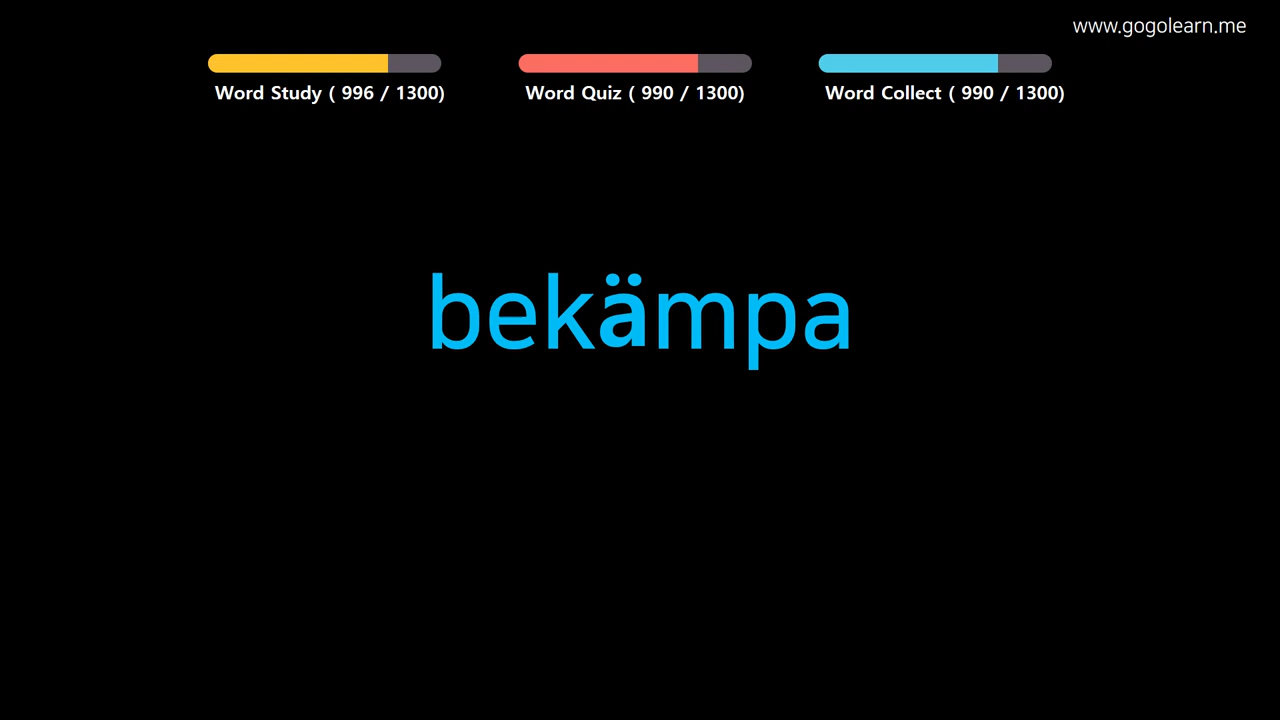 www.gogolearn.me
Word Study ( 996 / 1300)
Word Quiz ( 990 / 1300)
Word Collect ( 990 / 1300)
bekämpa